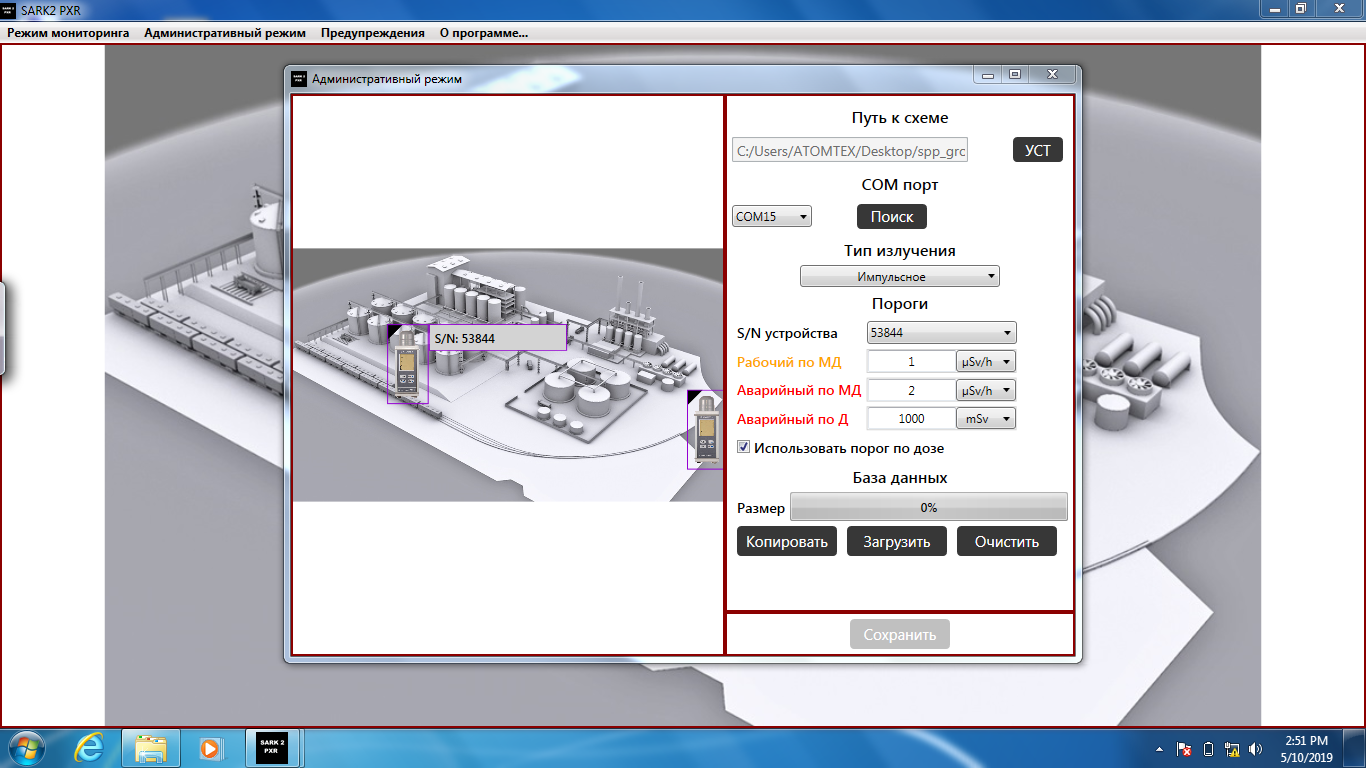 SARK2 PXR
Режим мониторинга Административный режим Предупреждения О программе...
Административный режим
S/N: 53844
Путь к схеме
C:/Users/ATOMTEX/Desktop/spp_grc
УСТ
COM порт
COM15
Поиск
Тип излучения
Импульсное
Пороги
S/N устройства 53844
Рабочий по МД 1 µSv/h
Аварийный по МД 2 µSv/h
Аварийный по Д 1000 mSv
Использовать порог по дозе
База данных
Размер 0%
Копировать Загрузить Очистить
Сохранить
SARK 2
PXR
2:51 PM
5/10/2019